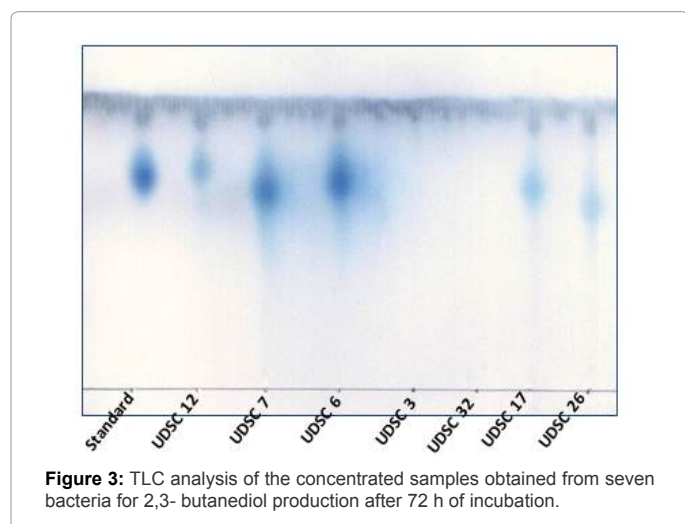 Standard
UDSC 12
UDSC 7
UDSC 6
UDSC 3
UDSC 32
UDSC 17
UDSC 26
Figure 3: TLC analysis of the concentrated samples obtained from seven
bacteria for 2,3- butanediol production after 72 h of incubation.